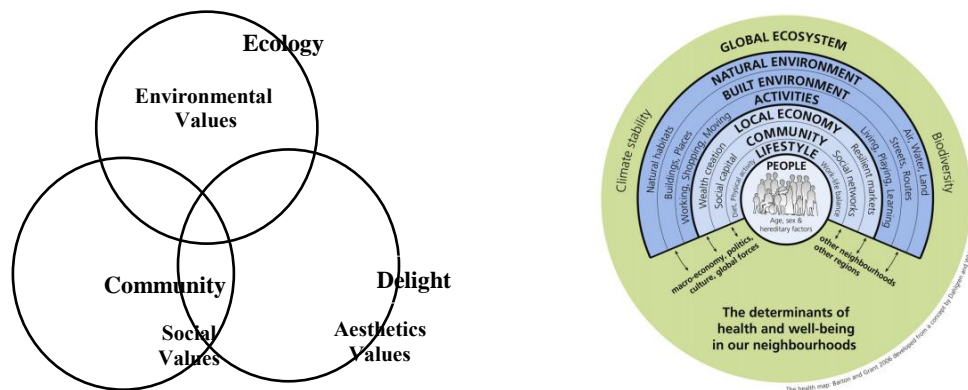 Ecology
Environmental
Values
Community
Social
Values
Delight
Aesthetics
Values
GLOBAL ECOSYSTEM
NATURAL ENVIRONMENT
BUILT ENVIRONMENT
ACTIVITIES
LOCAL ECONOMY
COMMUNITY
LIFESTYLE
PEOPLE
Age, sex &
hereditary factors
Climate stability
Natural habitats
Buildings, Places
Working, Shopping, Moving
Wealth creation
Social capital
Diet, Physical activity
Work-life balance
Social networks
Resilient markets
Living, Playing, Learning
Streets, Routes
Air, Water, Land
Biodiversity
macro-economy, politics,
culture, global forces
other neighbourhoods
other regions
The determinants of
health and well-being
in our neighbourhoods
The health map: Barton and Grant 2006 developed from a concept by Dahlgren and